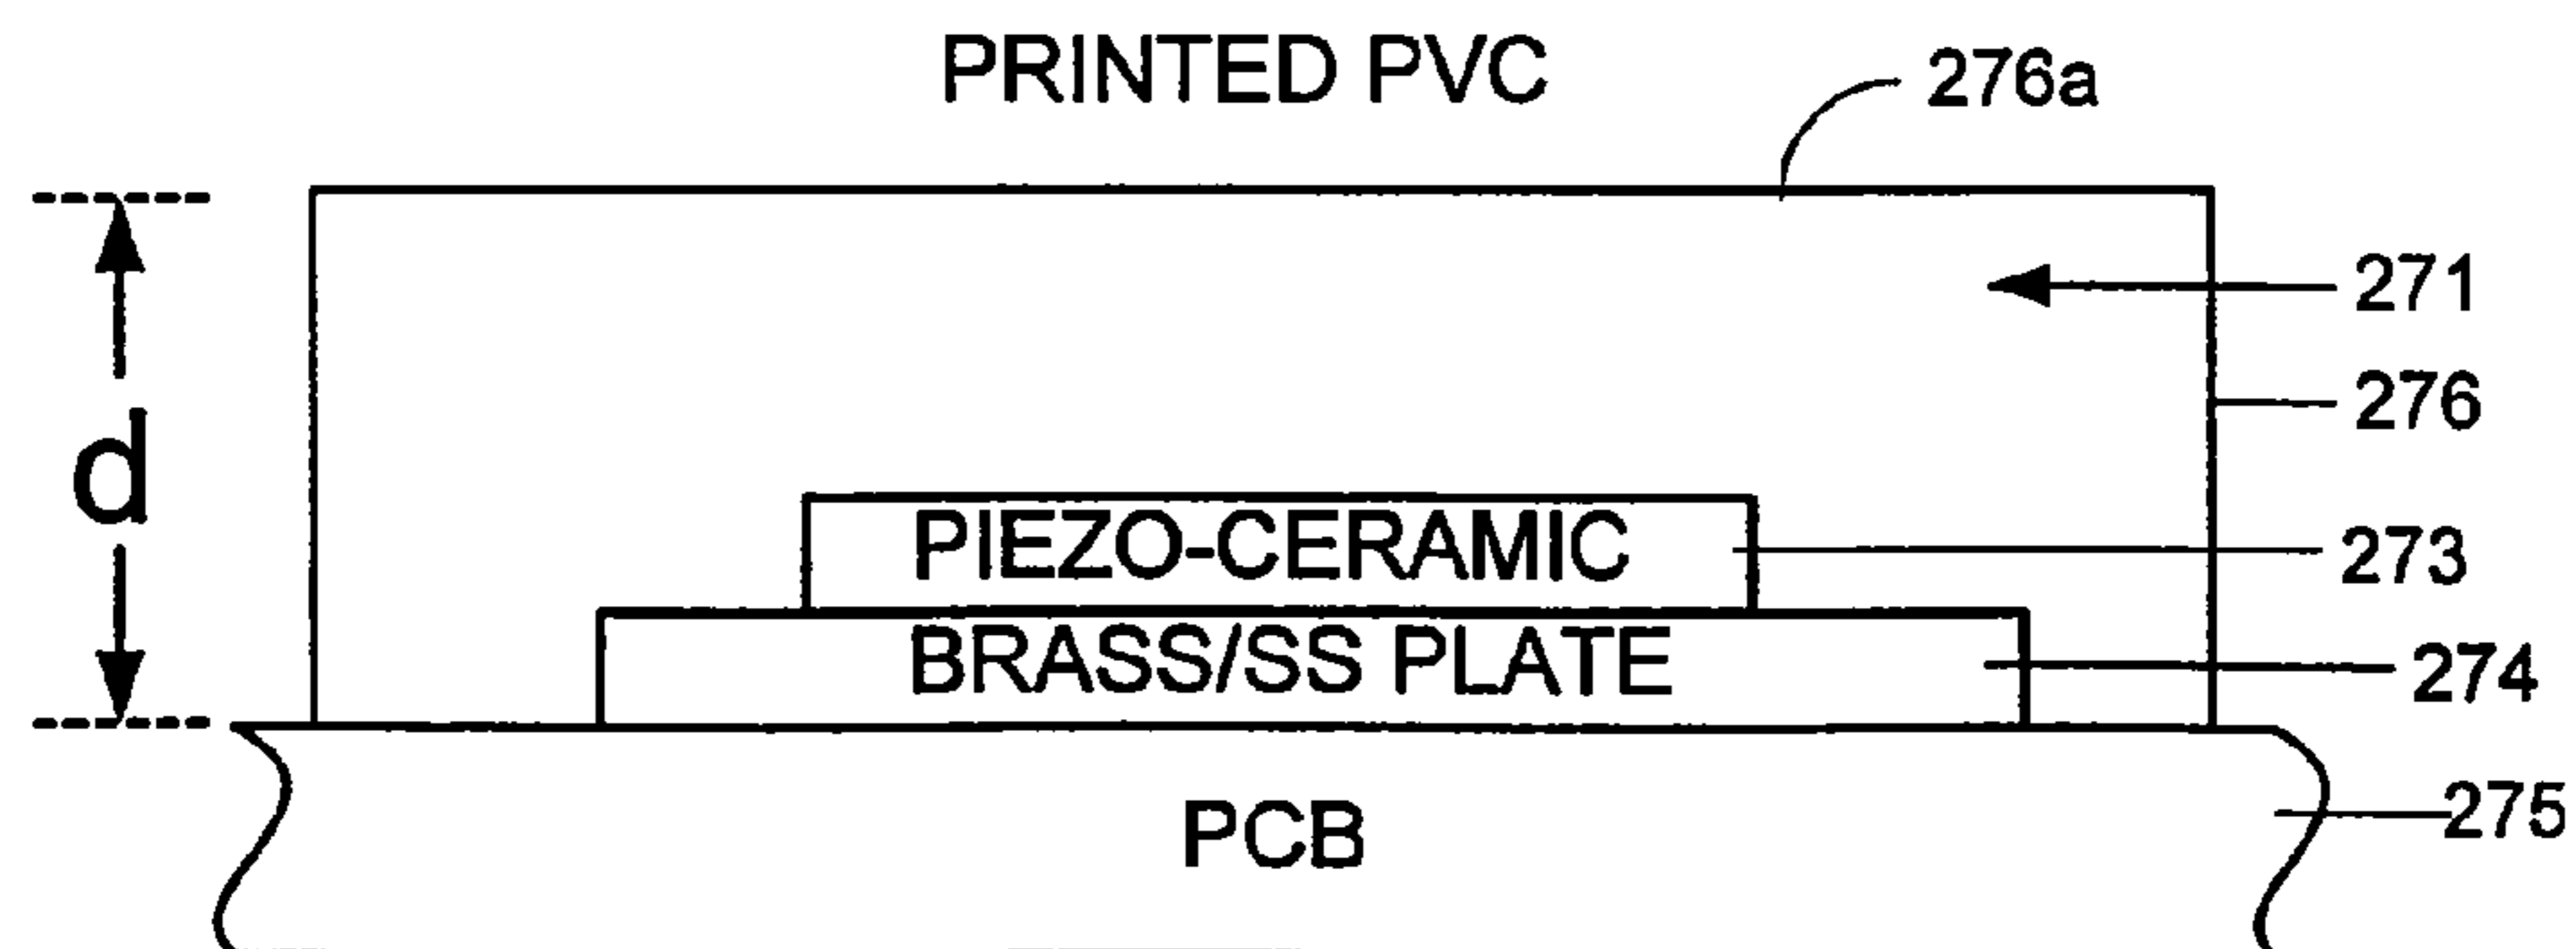 PRINTED PVC
276a
271
276
d
PIEZO-CERAMIC
273
BRASS/SS PLATE
274
PCB
275